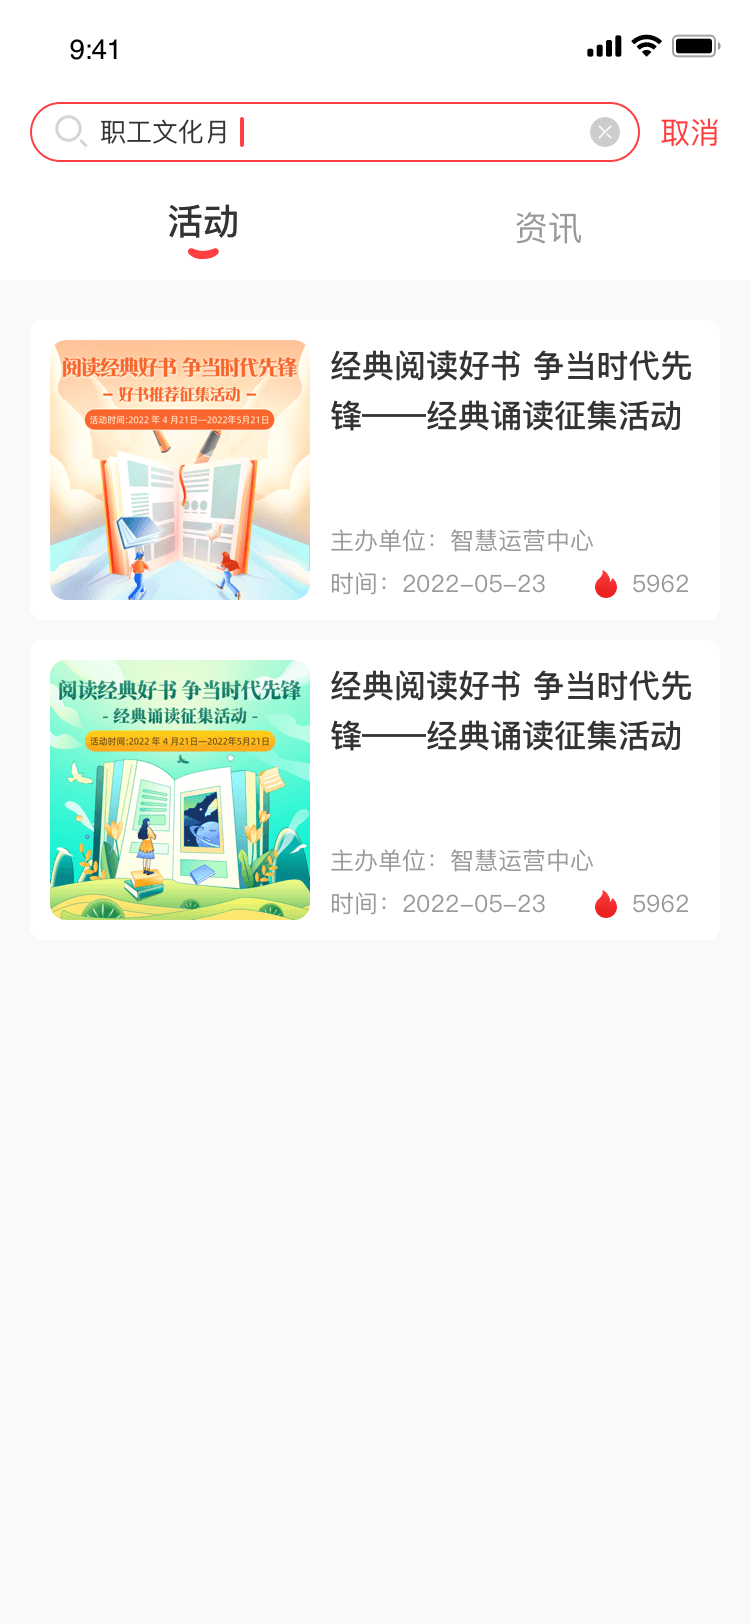 9:41
职工文化月
取消
活动
资讯
阅读经典好书 争当时代先锋
- 好书推荐征集活动 -
活动时间:2022 年 4 月21日—2022年5月21日
经典阅读好书 争当时代先
锋——经典诵读征集活动
主办单位：智慧运营中心
时间：2022-05-23
5962
阅读经典好书 争当时代先锋
- 经典诵读征集活动 -
活动时间:2022 年 4 月21日—2022年5月21日
经典阅读好书 争当时代先
锋——经典诵读征集活动
主办单位：智慧运营中心
时间：2022-05-23
5962